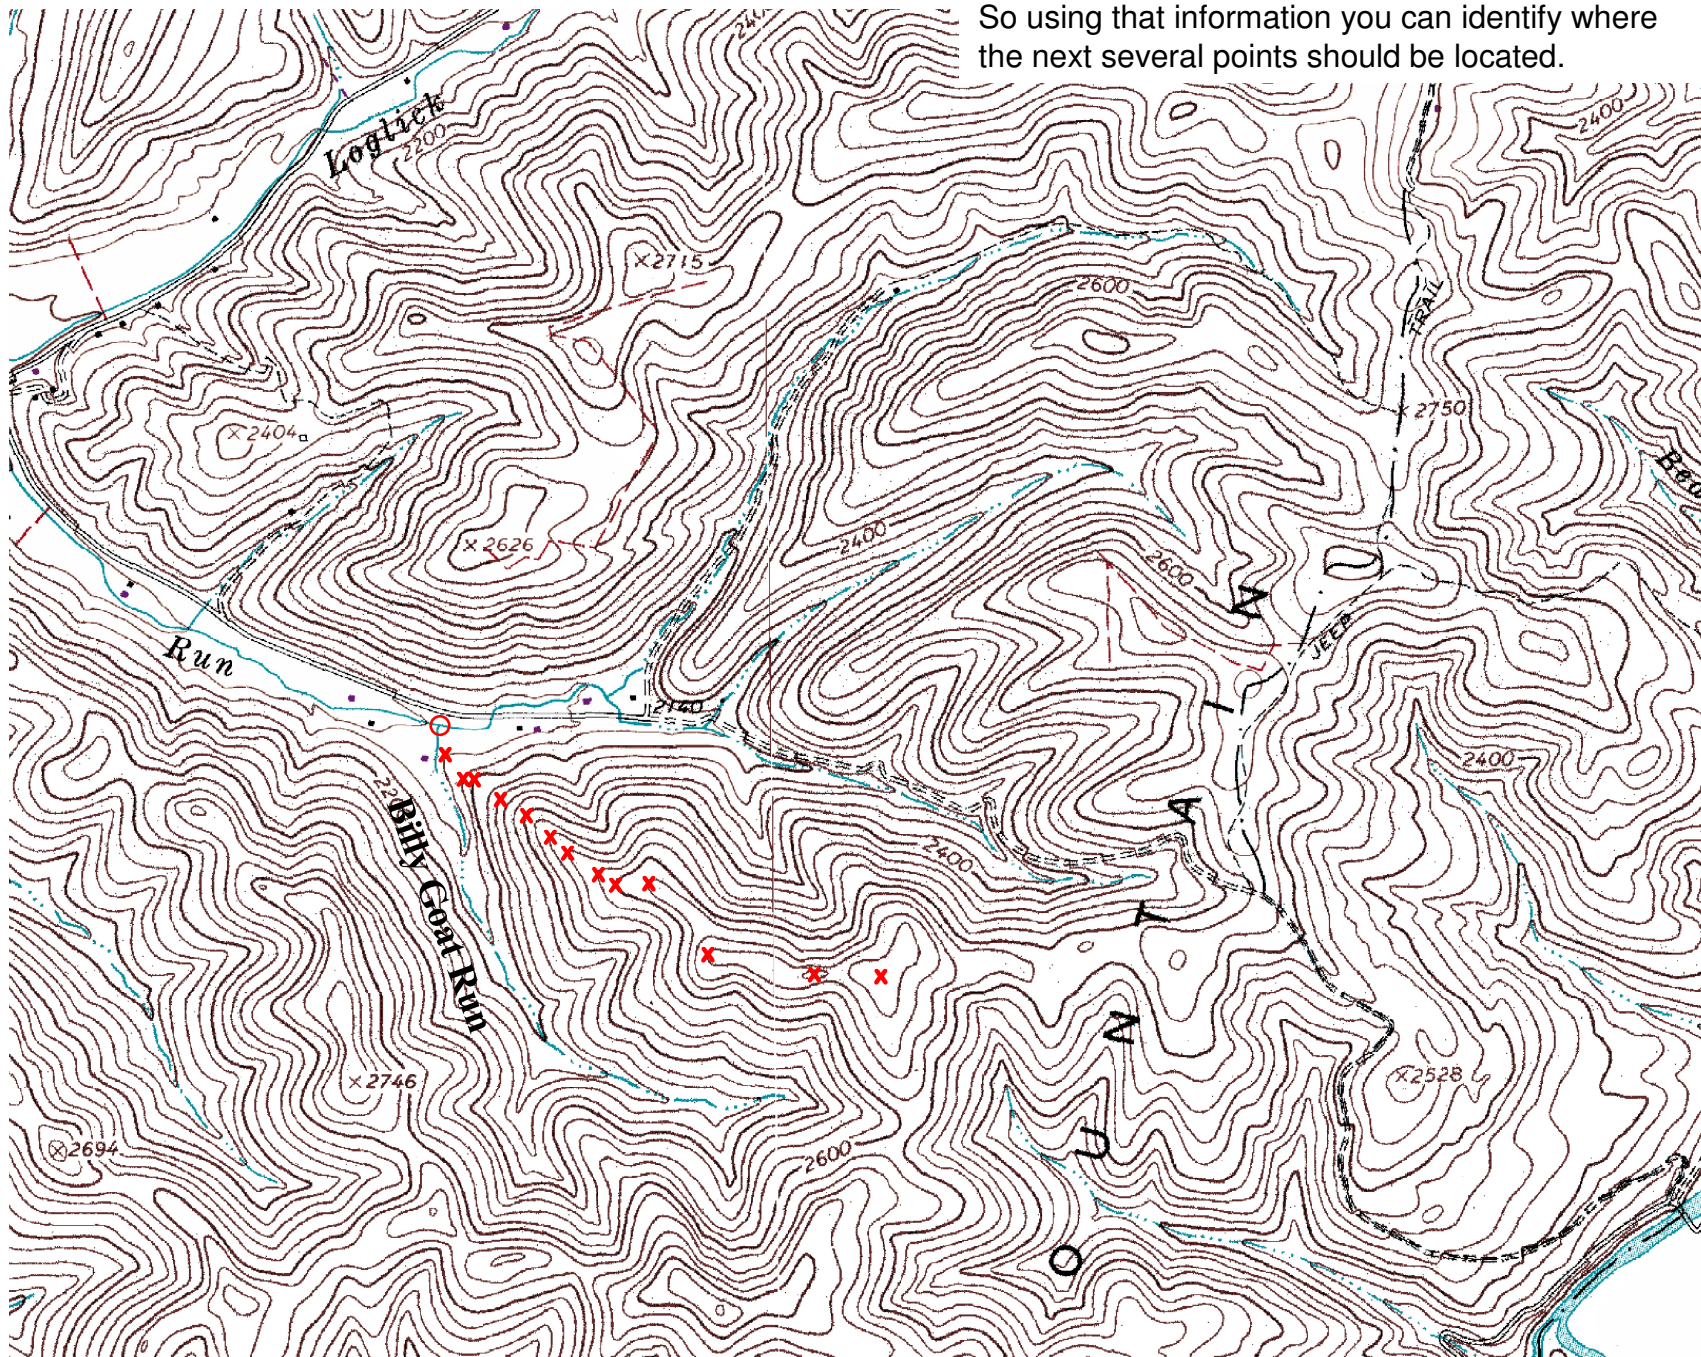 So using that information you can identify where
the next several points should be located.
2400
Loglick
2200
2400
×2715
2600
TRAIL
×2750
×2404
2400
×2626
2600
N
JEEP
Run
I
2140
2400
A
Billy Goat Run
2400
T
N
×2746
×2528
U
×2694
2600
O